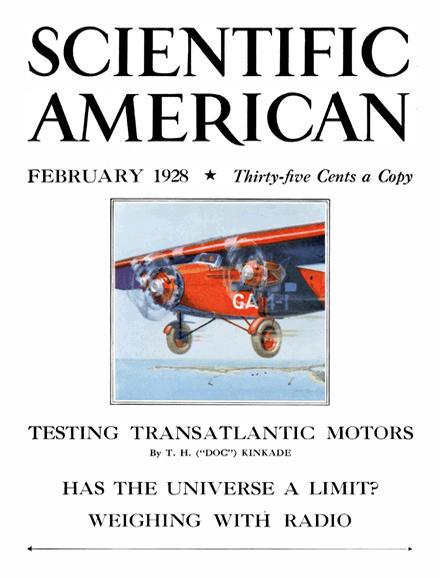 SCIENTIFIC
AMERICAN
FEBRUARY 1928 ★ Thirty-five Cents a Copy
TESTING TRANSATLANTIC MOTORS
By T. H. ("DOC") KINKADE
HAS THE UNIVERSE A LIMIT?
WEIGHING WITH RADIO